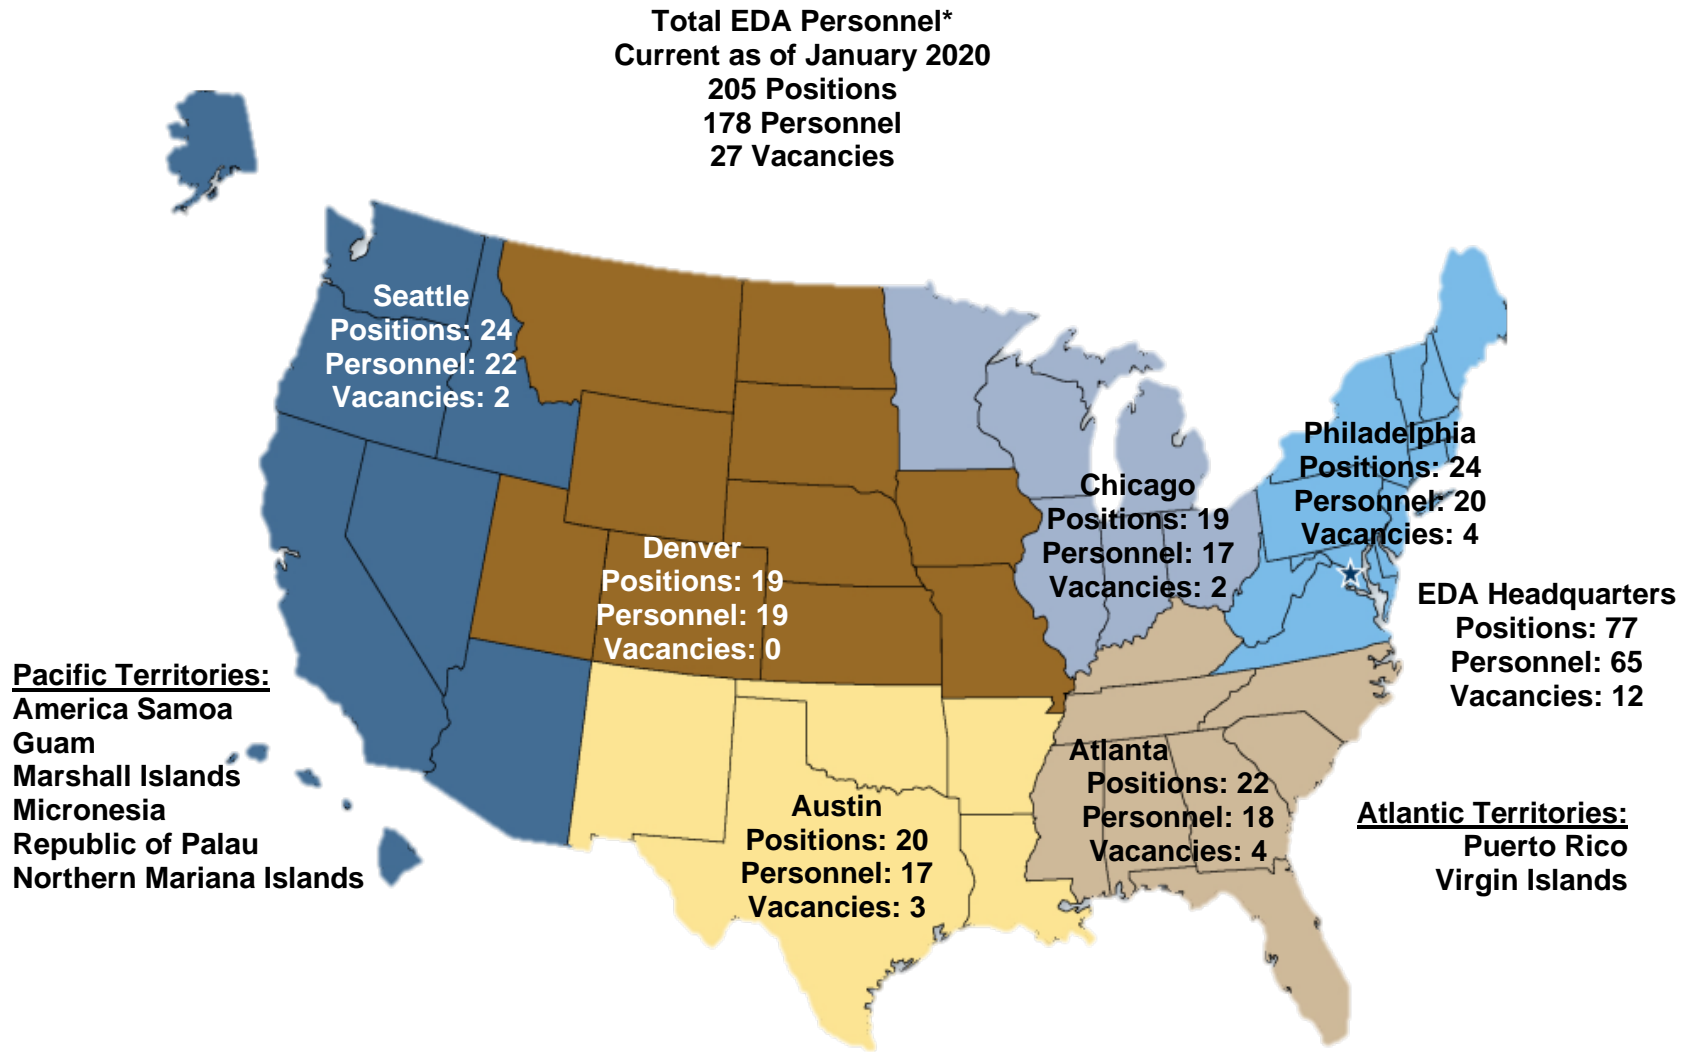 Total EDA Personnel*
Current as of January 2020
205 Positions
178 Personnel
27 Vacancies
Seattle
Positions: 24
Personnel: 22
Vacancies: 2
Denver
Positions: 19
Personnel: 19
Vacancies: 0
Chicago
Positions: 19
Personnel: 17
Vacancies: 2
Philadelphia
Positions: 24
Personnel: 20
Vacancies: 4
EDA Headquarters
Positions: 77
Personnel: 65
Vacancies: 12
Pacific Territories:
America Samoa
Guam
Marshall Islands
Micronesia
Republic of Palau
Northern Mariana Islands
Austin
Positions: 20
Personnel: 17
Vacancies: 3
Atlanta
Positions: 22
Personnel: 18
Vacancies: 4
Atlantic Territories:
Puerto Rico
Virgin Islands